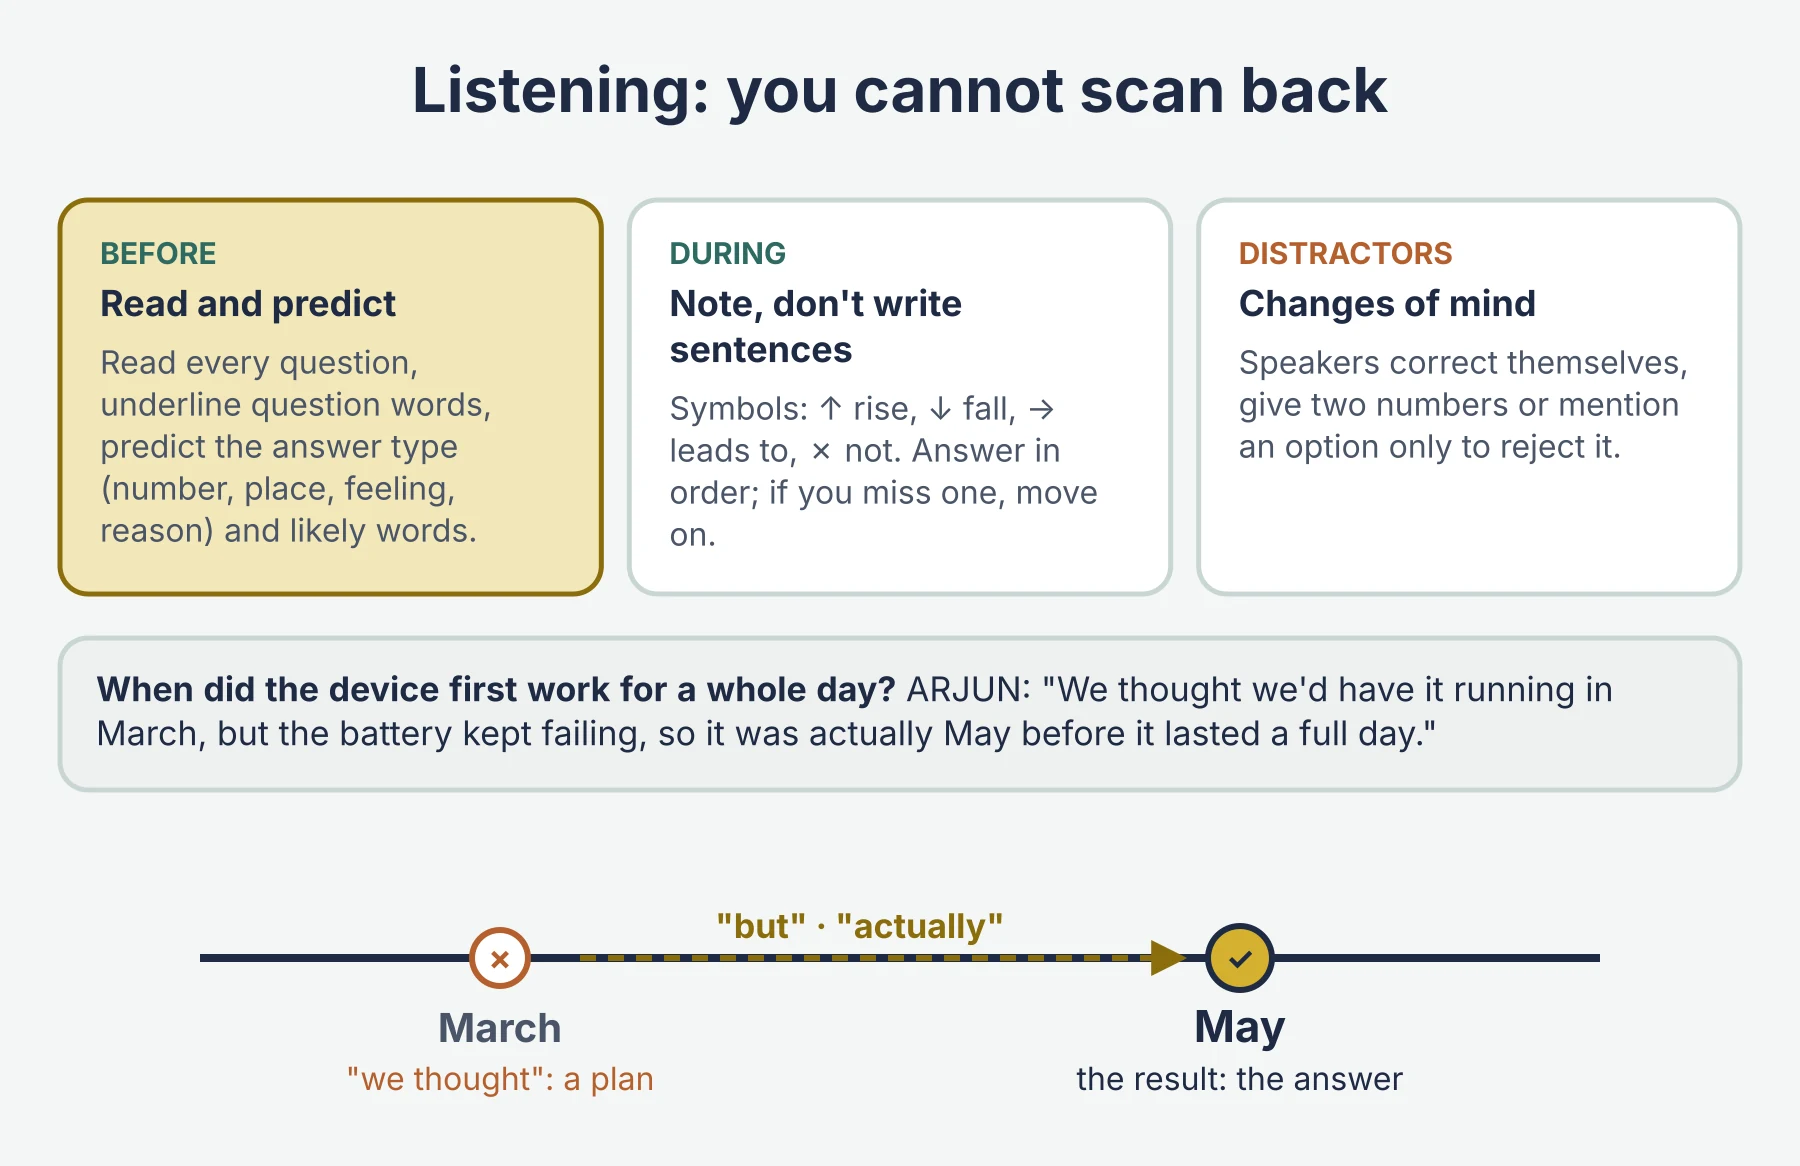 Listening: you cannot scan back
BEFORE
Read and predict
Read every question,
underline question words,
predict the answer type
(number, place, feeling,
reason) and likely words.
DURING
Note, don't write
sentences
Symbols: ↑ rise, ↓ fall, →
leads to, × not. Answer in
order; if you miss one, move
on.
DISTRACTORS
Changes of mind
Speakers correct themselves,
give two numbers or mention
an option only to reject it.
When did the device first work for a whole day? ARJUN: "We thought we'd have it running in
March, but the battery kept failing, so it was actually May before it lasted a full day."
"but" · "actually"
March
"we thought": a plan
May
the result: the answer